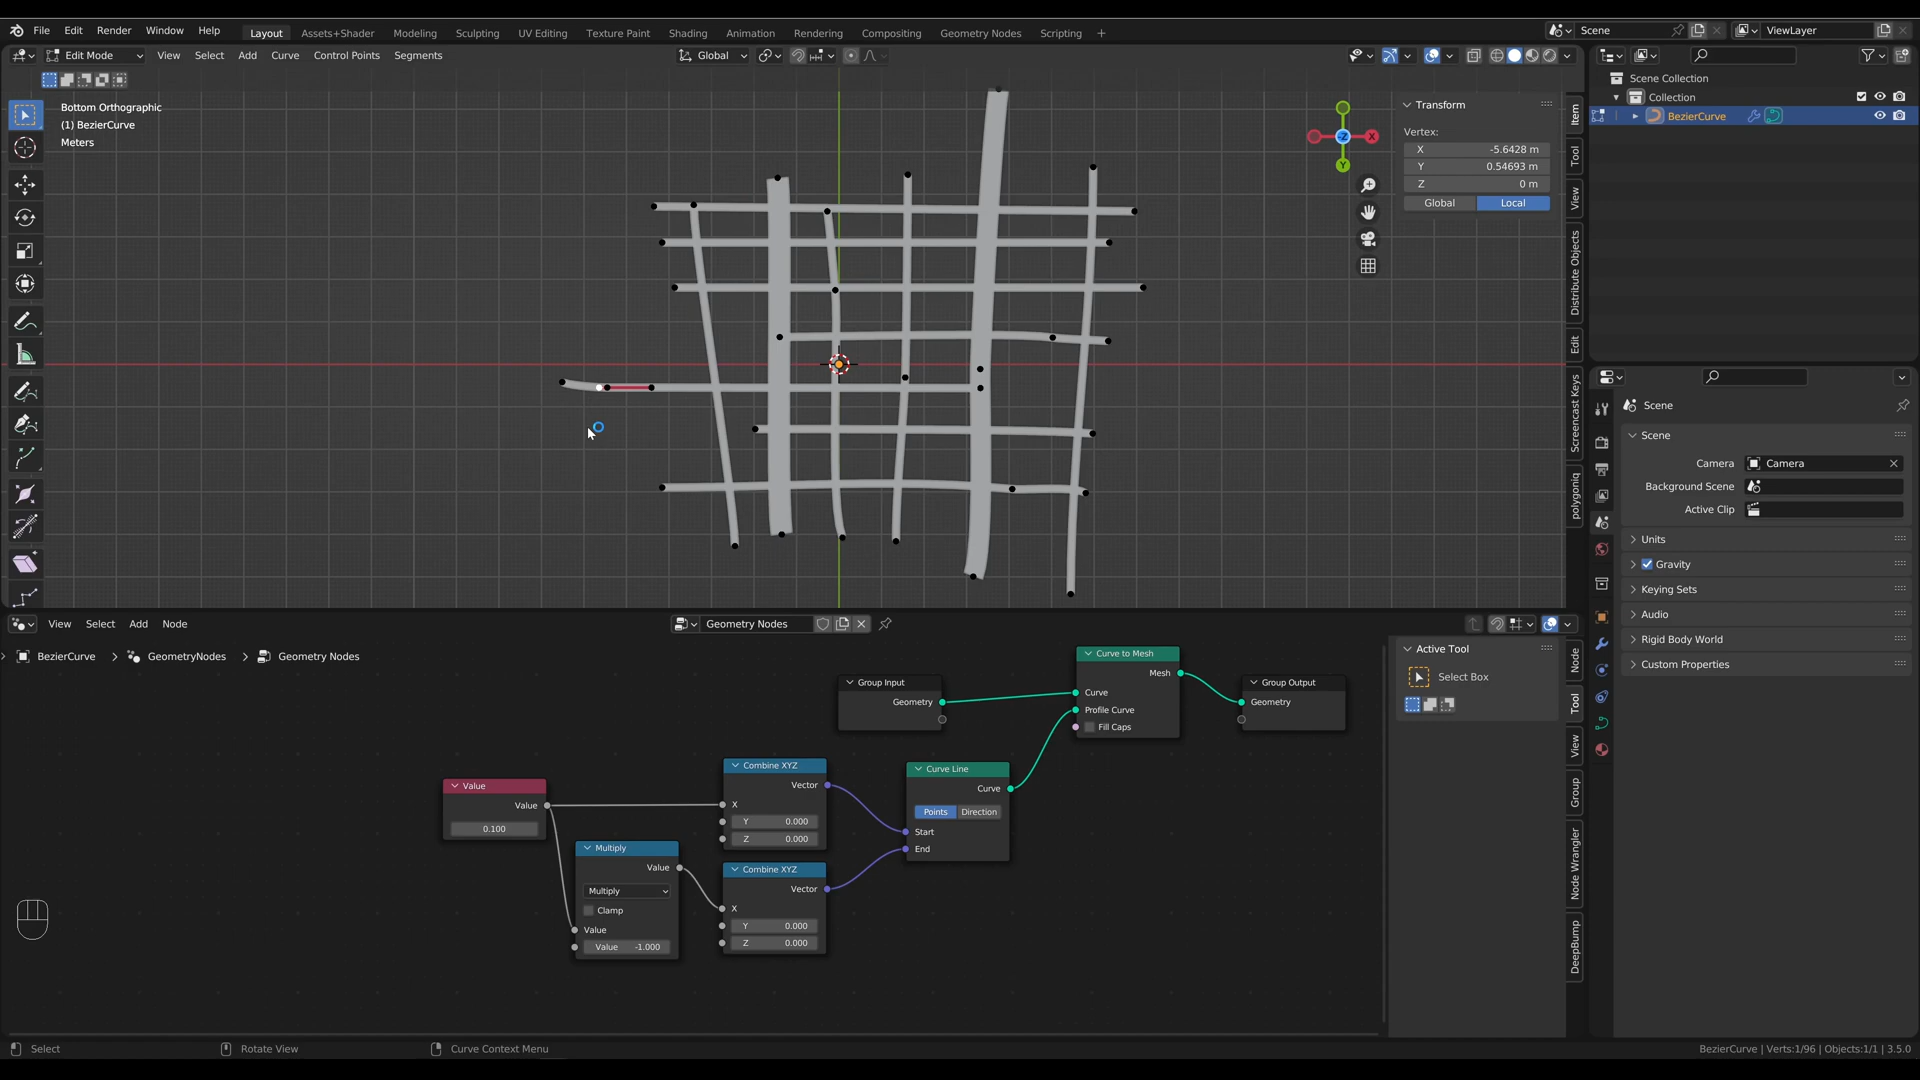 File Edit Render Window Help Layout Assets+Shader Modeling Sculpting UV Editing Texture Paint Shading Animation Rendering Compositing Geometry Nodes Scripting + Scene ViewLayer
Edit Mode View Select Add Curve Control Points Segments Global
Bottom Orthographic
(1) BezierCurve
Meters
Transform
Vertex:
X -5.6428 m
Y 0.54693 m
Z 0 m
Global Local
X
Y
-Z
Item
Tool
View
Distribute Objects
Edit
Screencast Keys
polygoniq
Scene Collection
Collection
BezierCurve
Scene
Scene
Camera Camera
Background Scene
Active Clip
Units
Gravity
Keying Sets
Audio
Rigid Body World
Custom Properties
View Select Add Node Geometry Nodes
BezierCurve > GeometryNodes > Geometry Nodes
Group Input
Geometry
Curve to Mesh
Mesh
Curve
Profile Curve
Fill Caps
Group Output
Geometry
Value
Value
0.100
Multiply
Value
Multiply
Clamp
Value
Value -1.000
Combine XYZ
Vector
X
Y 0.000
Z 0.000
Combine XYZ
Vector
X
Y 0.000
Z 0.000
Curve Line
Curve
Points Direction
Start
End
Active Tool
Select Box
Node
Tool
View
Group
Node Wrangler
DeepBump
Select Rotate View Curve Context Menu BezierCurve | Verts:1/96 | Objects:1/1 | 3.5.0